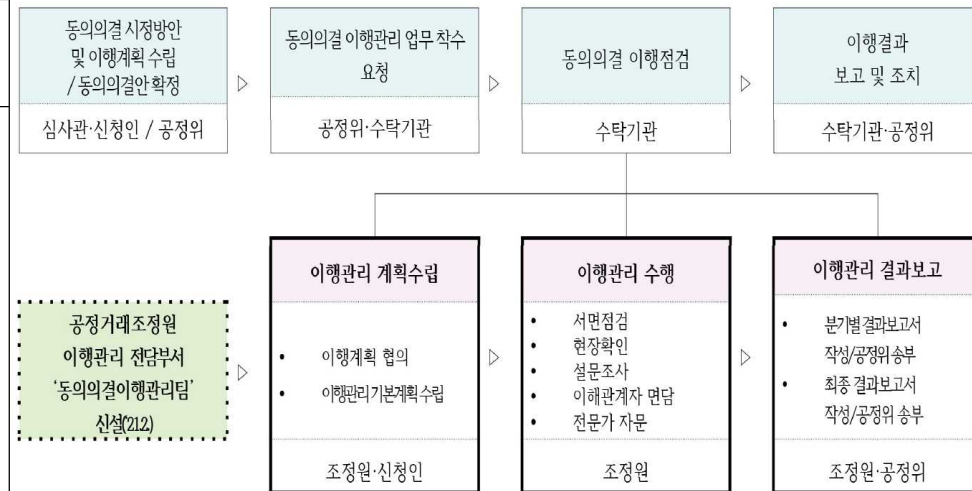 동의의결 시정방안
및 이행계획 수립
/ 동의의결안 확정
심사관·신청인 / 공정위
동의의결 이행관리 업무 착수
요청
공정위·수탁기관
동의의결 이행점검
수탁기관
이행결과
보고 및 조치
수탁기관·공정위
공정거래조정원
이행관리 전담부서
'동의의결이행관리팀'
신설('21.2.)
이행관리 계획수립
• 이행계획 협의
• 이행관리 기본계획 수립
조정원·신청인
이행관리 수행
• 서면점검
• 현장확인
• 설문조사
• 이해관계자 면담
• 전문가 자문
조정원
이행관리 결과보고
• 분기별 결과보고서
작성/공정위 송부
• 최종 결과보고서
작성/공정위 송부
조정원·공정위